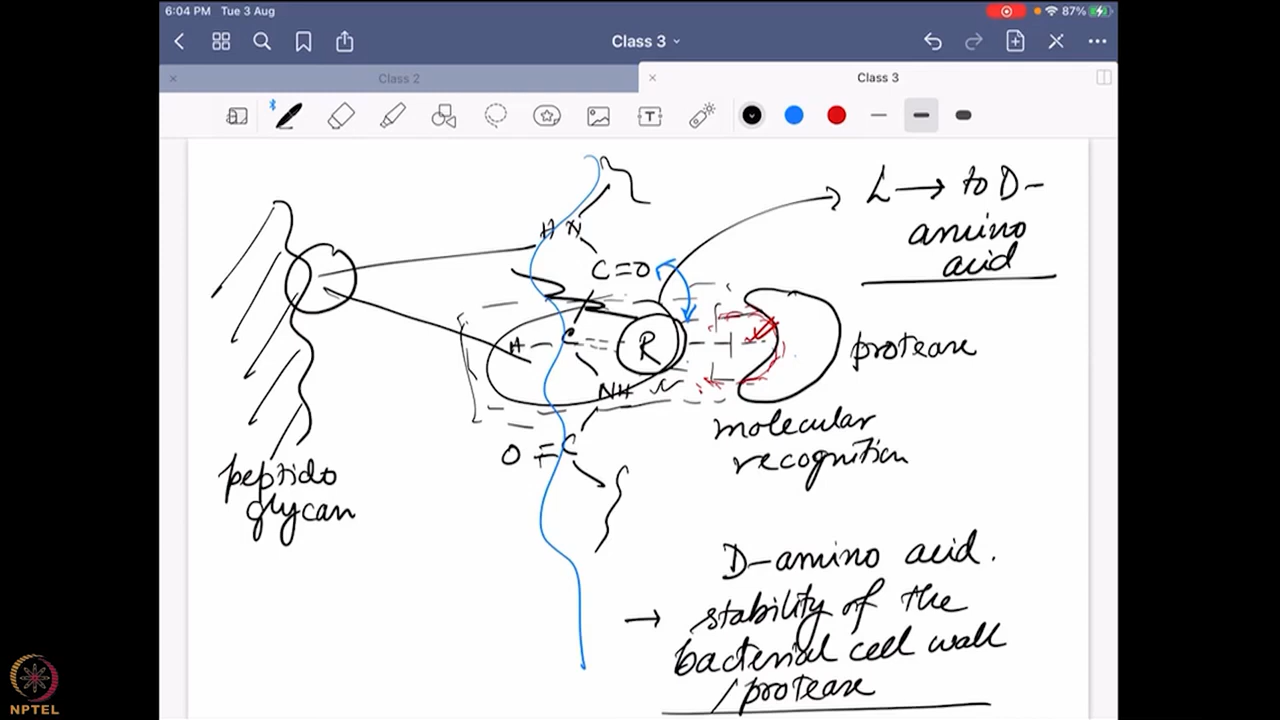 6:04 PM Tue 3 Aug
87%
Class 3
Class 2
Class 3
L → to D-
amino
acid
H N
C=O
H
C
R
NH
O = C
protease
molecular
recognition
peptido
glycan
D-amino acid.
→ stability of the
bacterial cell wall
/protease
NPTEL